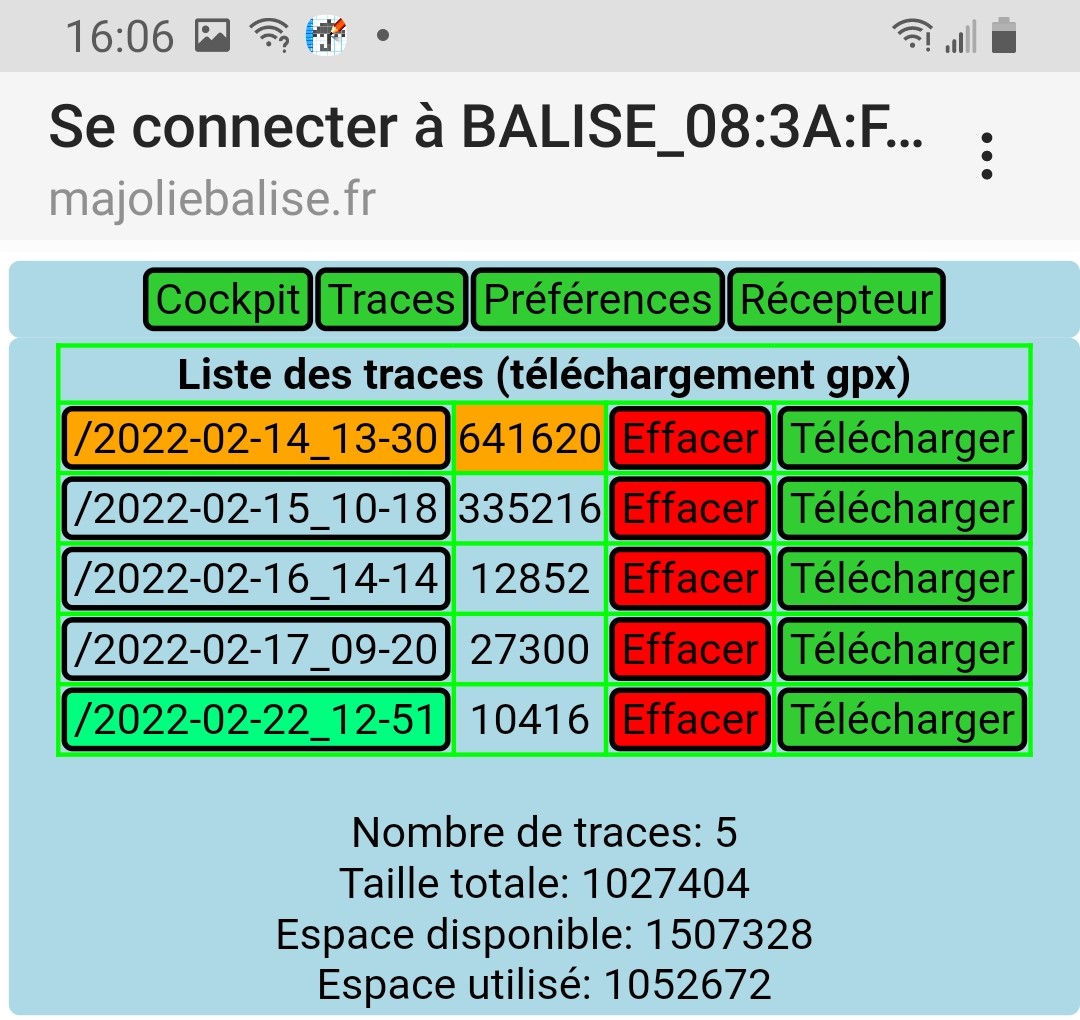 16:06
Se connecter à BALISE_08:3A:F...
majoliebalise.fr
Cockpit Traces Préférences Récepteur
Liste des traces (téléchargement gpx)
/2022-02-14_13-30 641620 Effacer Télécharger
/2022-02-15_10-18 335216 Effacer Télécharger
/2022-02-16_14-14 12852 Effacer Télécharger
/2022-02-17_09-20 27300 Effacer Télécharger
/2022-02-22_12-51 10416 Effacer Télécharger
Nombre de traces: 5
Taille totale: 1027404
Espace disponible: 1507328
Espace utilisé: 1052672